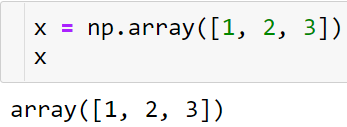 x = np.array([1, 2, 3])
x
array([1, 2, 3])